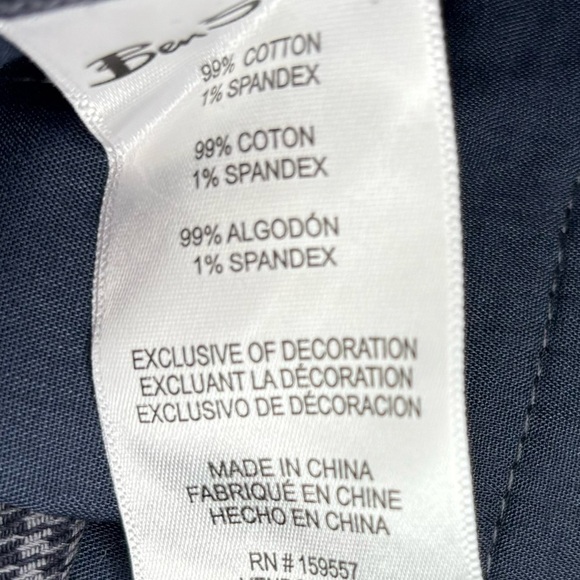 Ben
99% COTTON
1% SPANDEX
99% COTON
1% SPANDEX
99% ALGODÓN
1% SPANDEX
EXCLUSIVE OF DECORATION
EXCLUANT LA DÉCORATION
EXCLUSIVO DE DÉCORACION
MADE IN CHINA
FABRIQUÉ EN CHINE
HECHO EN CHINA
RN # 159557